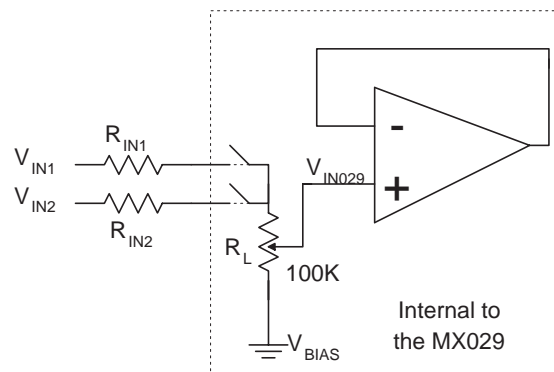 R_IN1
V_IN1
V_IN2
R_IN2
V_IN029
-
+
R_L
100K
V_BIAS
Internal to
the MX029